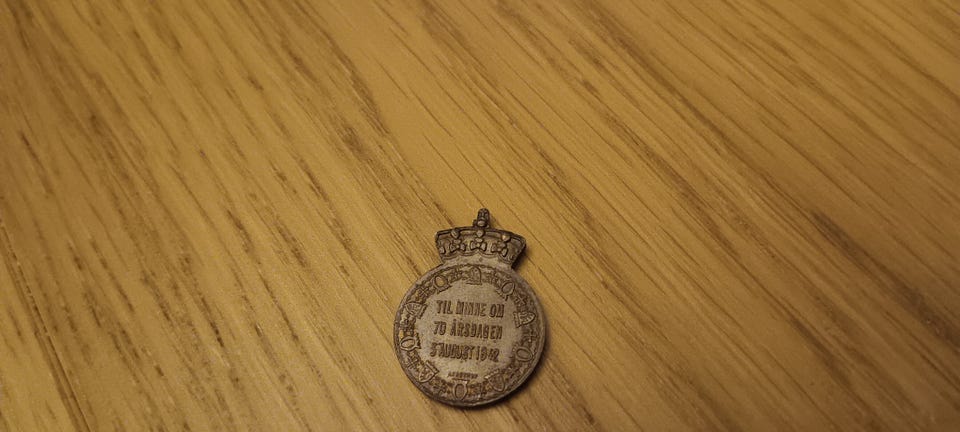 TIL MINNE OM
70 ÅRSDAGEN
3 AUGUST 1942